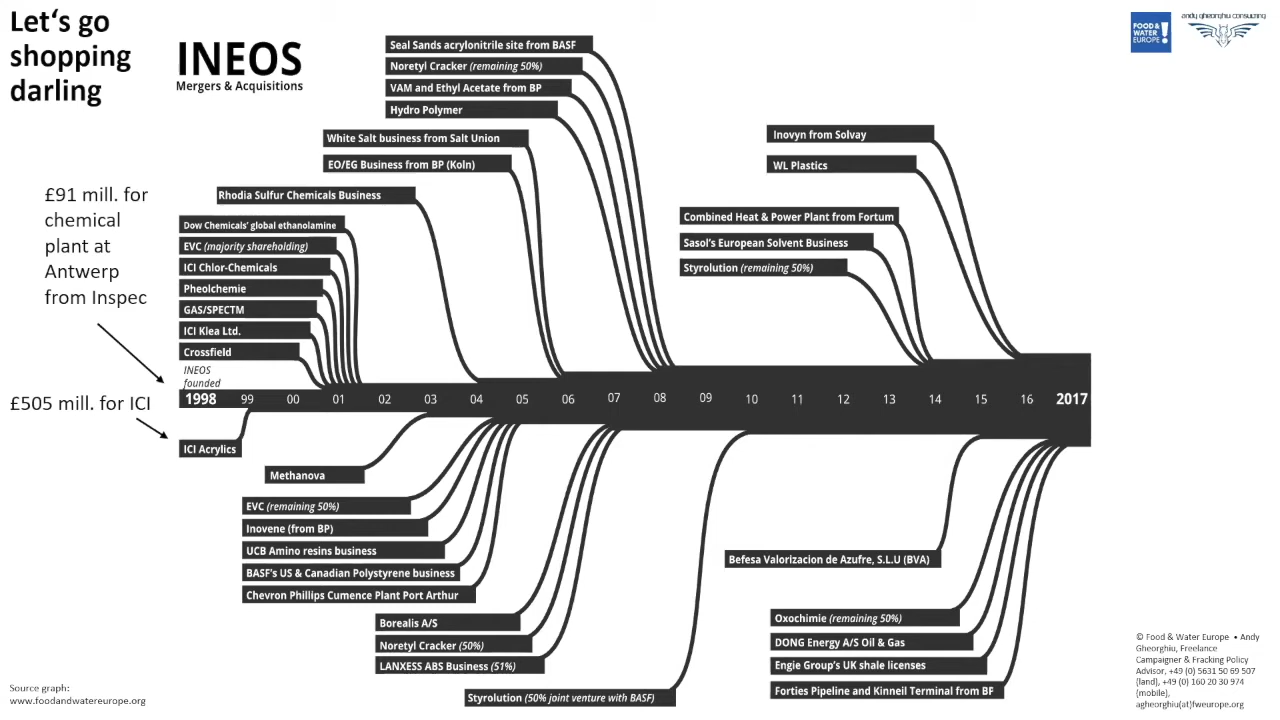 Let‘s go
shopping
darling
INEOS
Mergers & Acquisitions
FOOD &
WATER
EUROPE!
andy gheorghiu consulting
Seal Sands acrylonitrile site from BASF
Noretyl Cracker (remaining 50%)
VAM and Ethyl Acetate from BP
Hydro Polymer
White Salt business from Salt Union
EO/EG Business from BP (Koln)
Rhodia Sulfur Chemicals Business
Dow Chemicals' global ethanolamine
EVC (majority shareholding)
ICI Chlor-Chemicals
Pheolchemie
GAS/SPECTM
ICI Klea Ltd.
Crossfield
INEOS
founded
Inovyn from Solvay
WL Plastics
Combined Heat & Power Plant from Fortum
Sasol's European Solvent Business
Styrolution (remaining 50%)
£91 mill. for
chemical
plant at
Antwerp
from Inspec
£505 mill. for ICI
1998 99 00 01 02 03 04 05 06 07 08 09 10 11 12 13 14 15 16 2017
ICI Acrylics
Methanova
EVC (remaining 50%)
Inovene (from BP)
UCB Amino resins business
BASF's US & Canadian Polystyrene business
Chevron Phillips Cumence Plant Port Arthur
Borealis A/S
Noretyl Cracker (50%)
LANXESS ABS Business (51%)
Styrolution (50% joint venture with BASF)
Befesa Valorizacion de Azufre, S.L.U (BVA)
Oxochimie (remaining 50%)
DONG Energy A/S Oil & Gas
Engie Group's UK shale licenses
Forties Pipeline and Kinneil Terminal from BF
Source graph:
www.foodandwatereurope.org
© Food & Water Europe • Andy
Gheorghiu, Freelance
Campaigner & Fracking Policy
Advisor, +49 (0) 5631 50 69 507
(land), +49 (0) 160 20 30 974
(mobile),
agheorghiu(at)fweurope.org